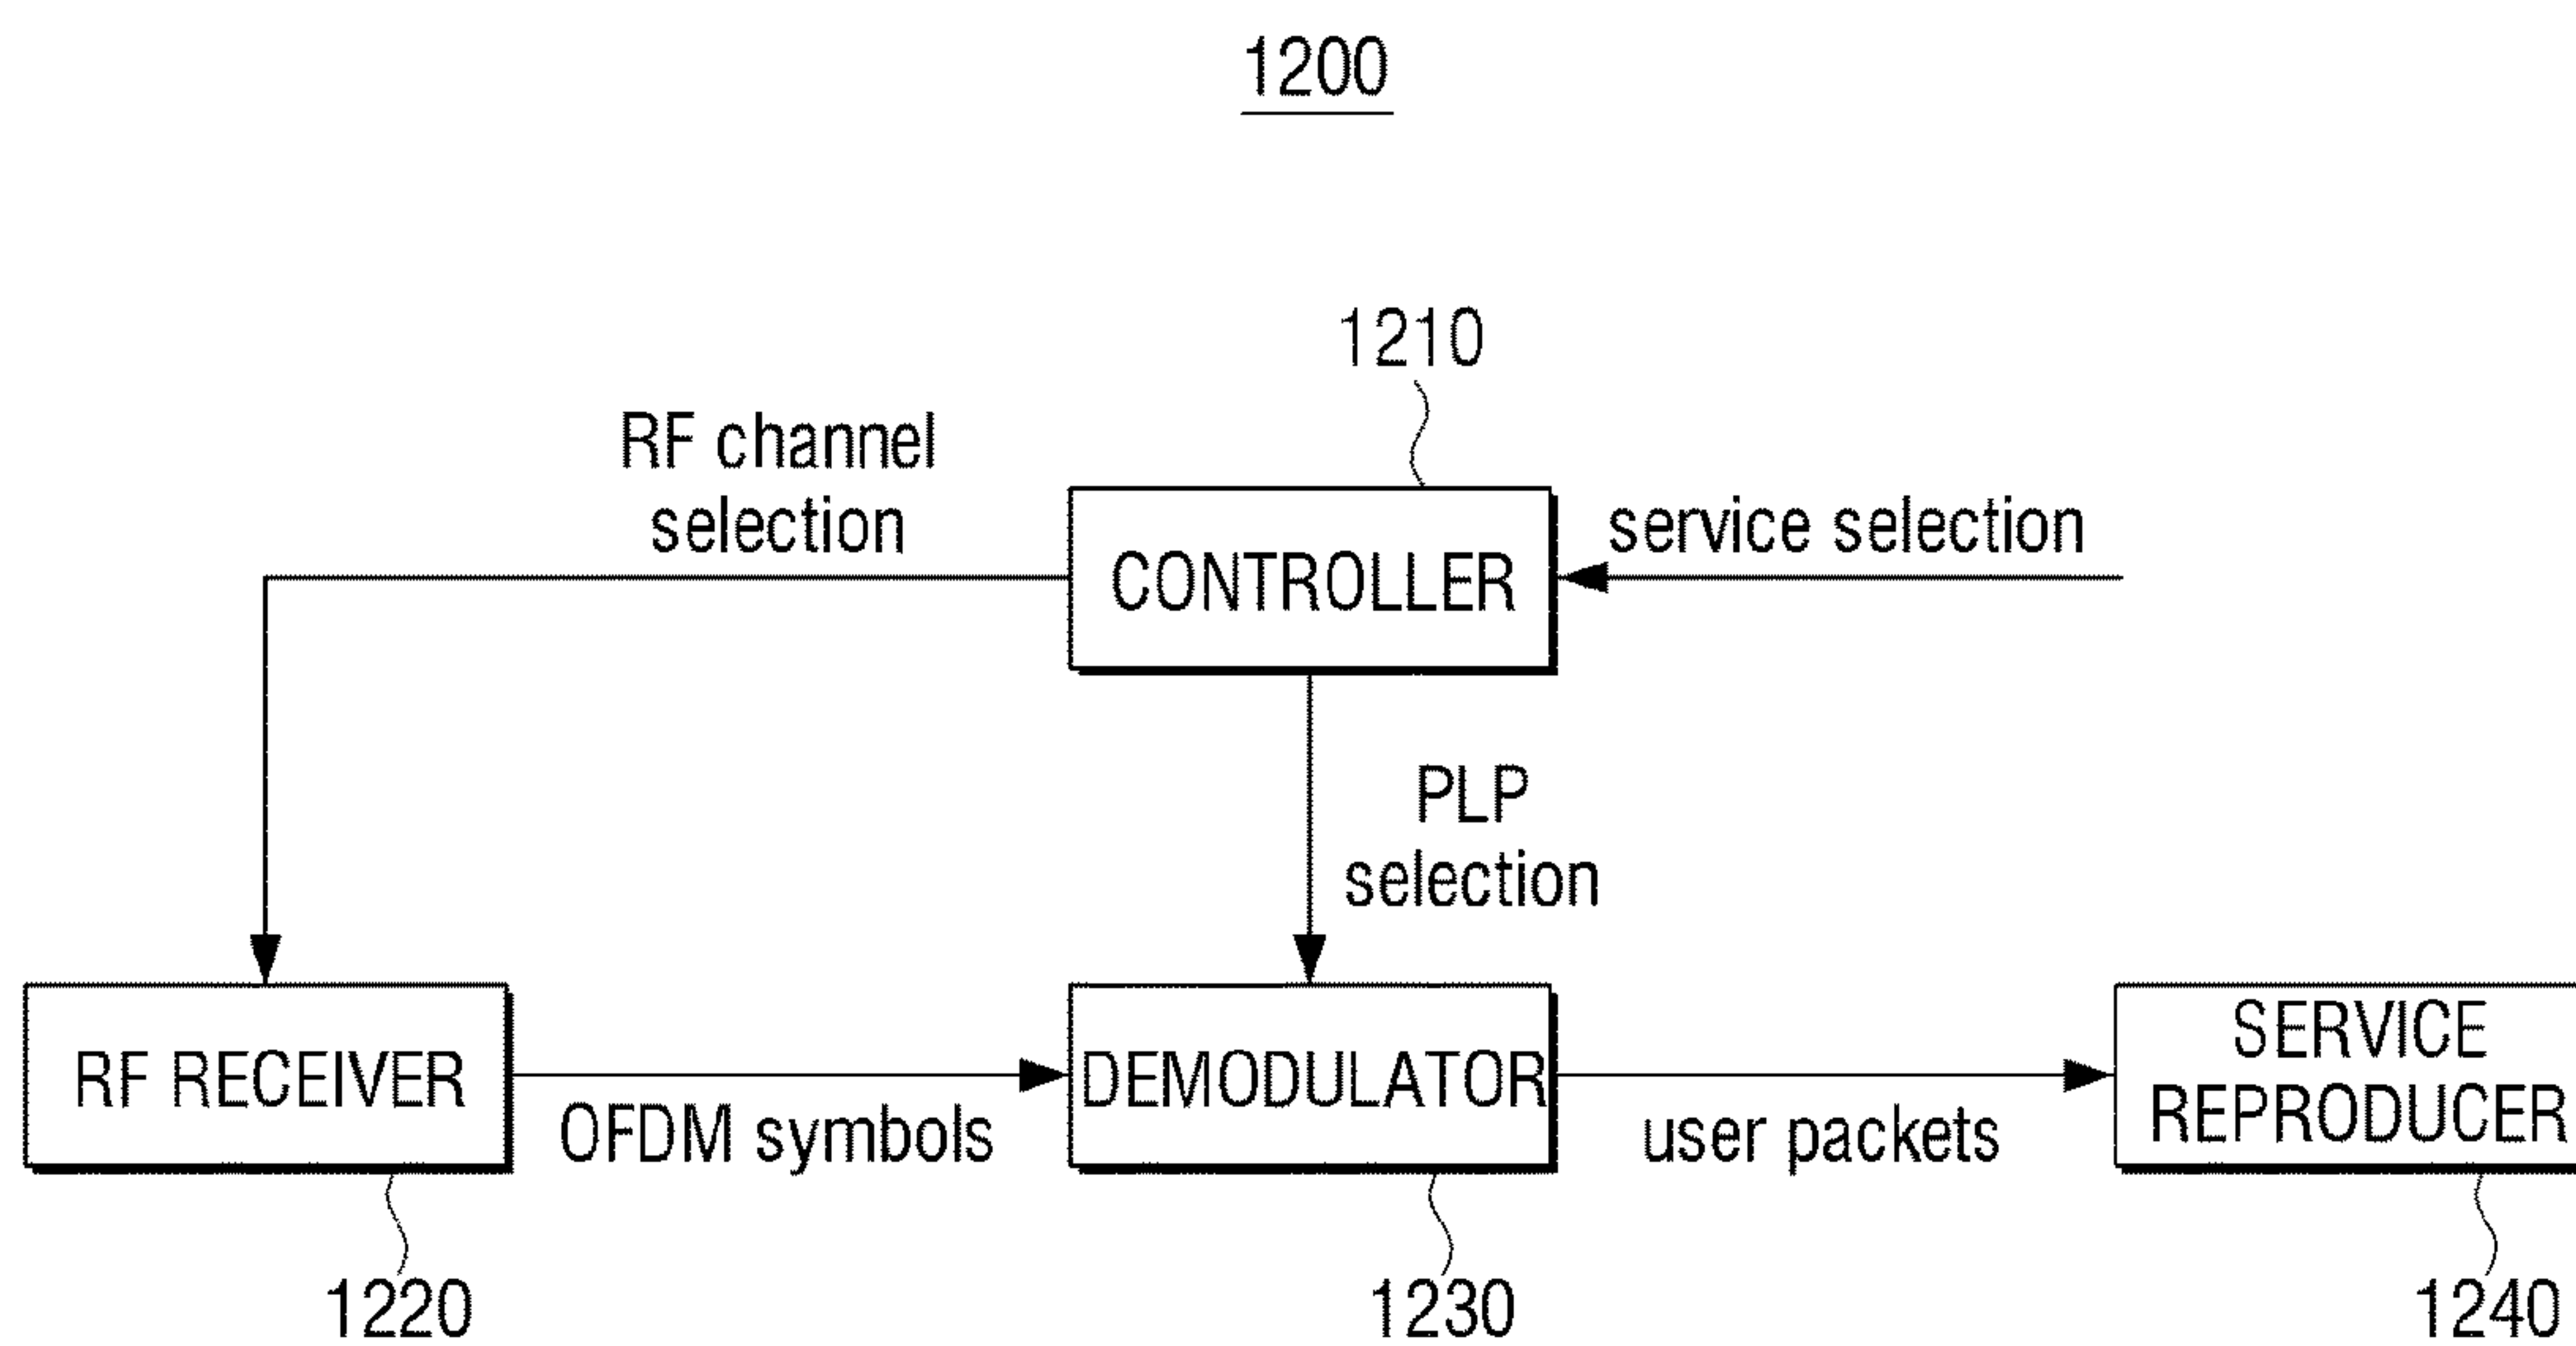 1200
1210
RF channel
selection
CONTROLLER
service selection
PLP
selection
RF RECEIVER
OFDM symbols
DEMODULATOR
user packets
SERVICE
REPRODUCER
1220
1230
1240